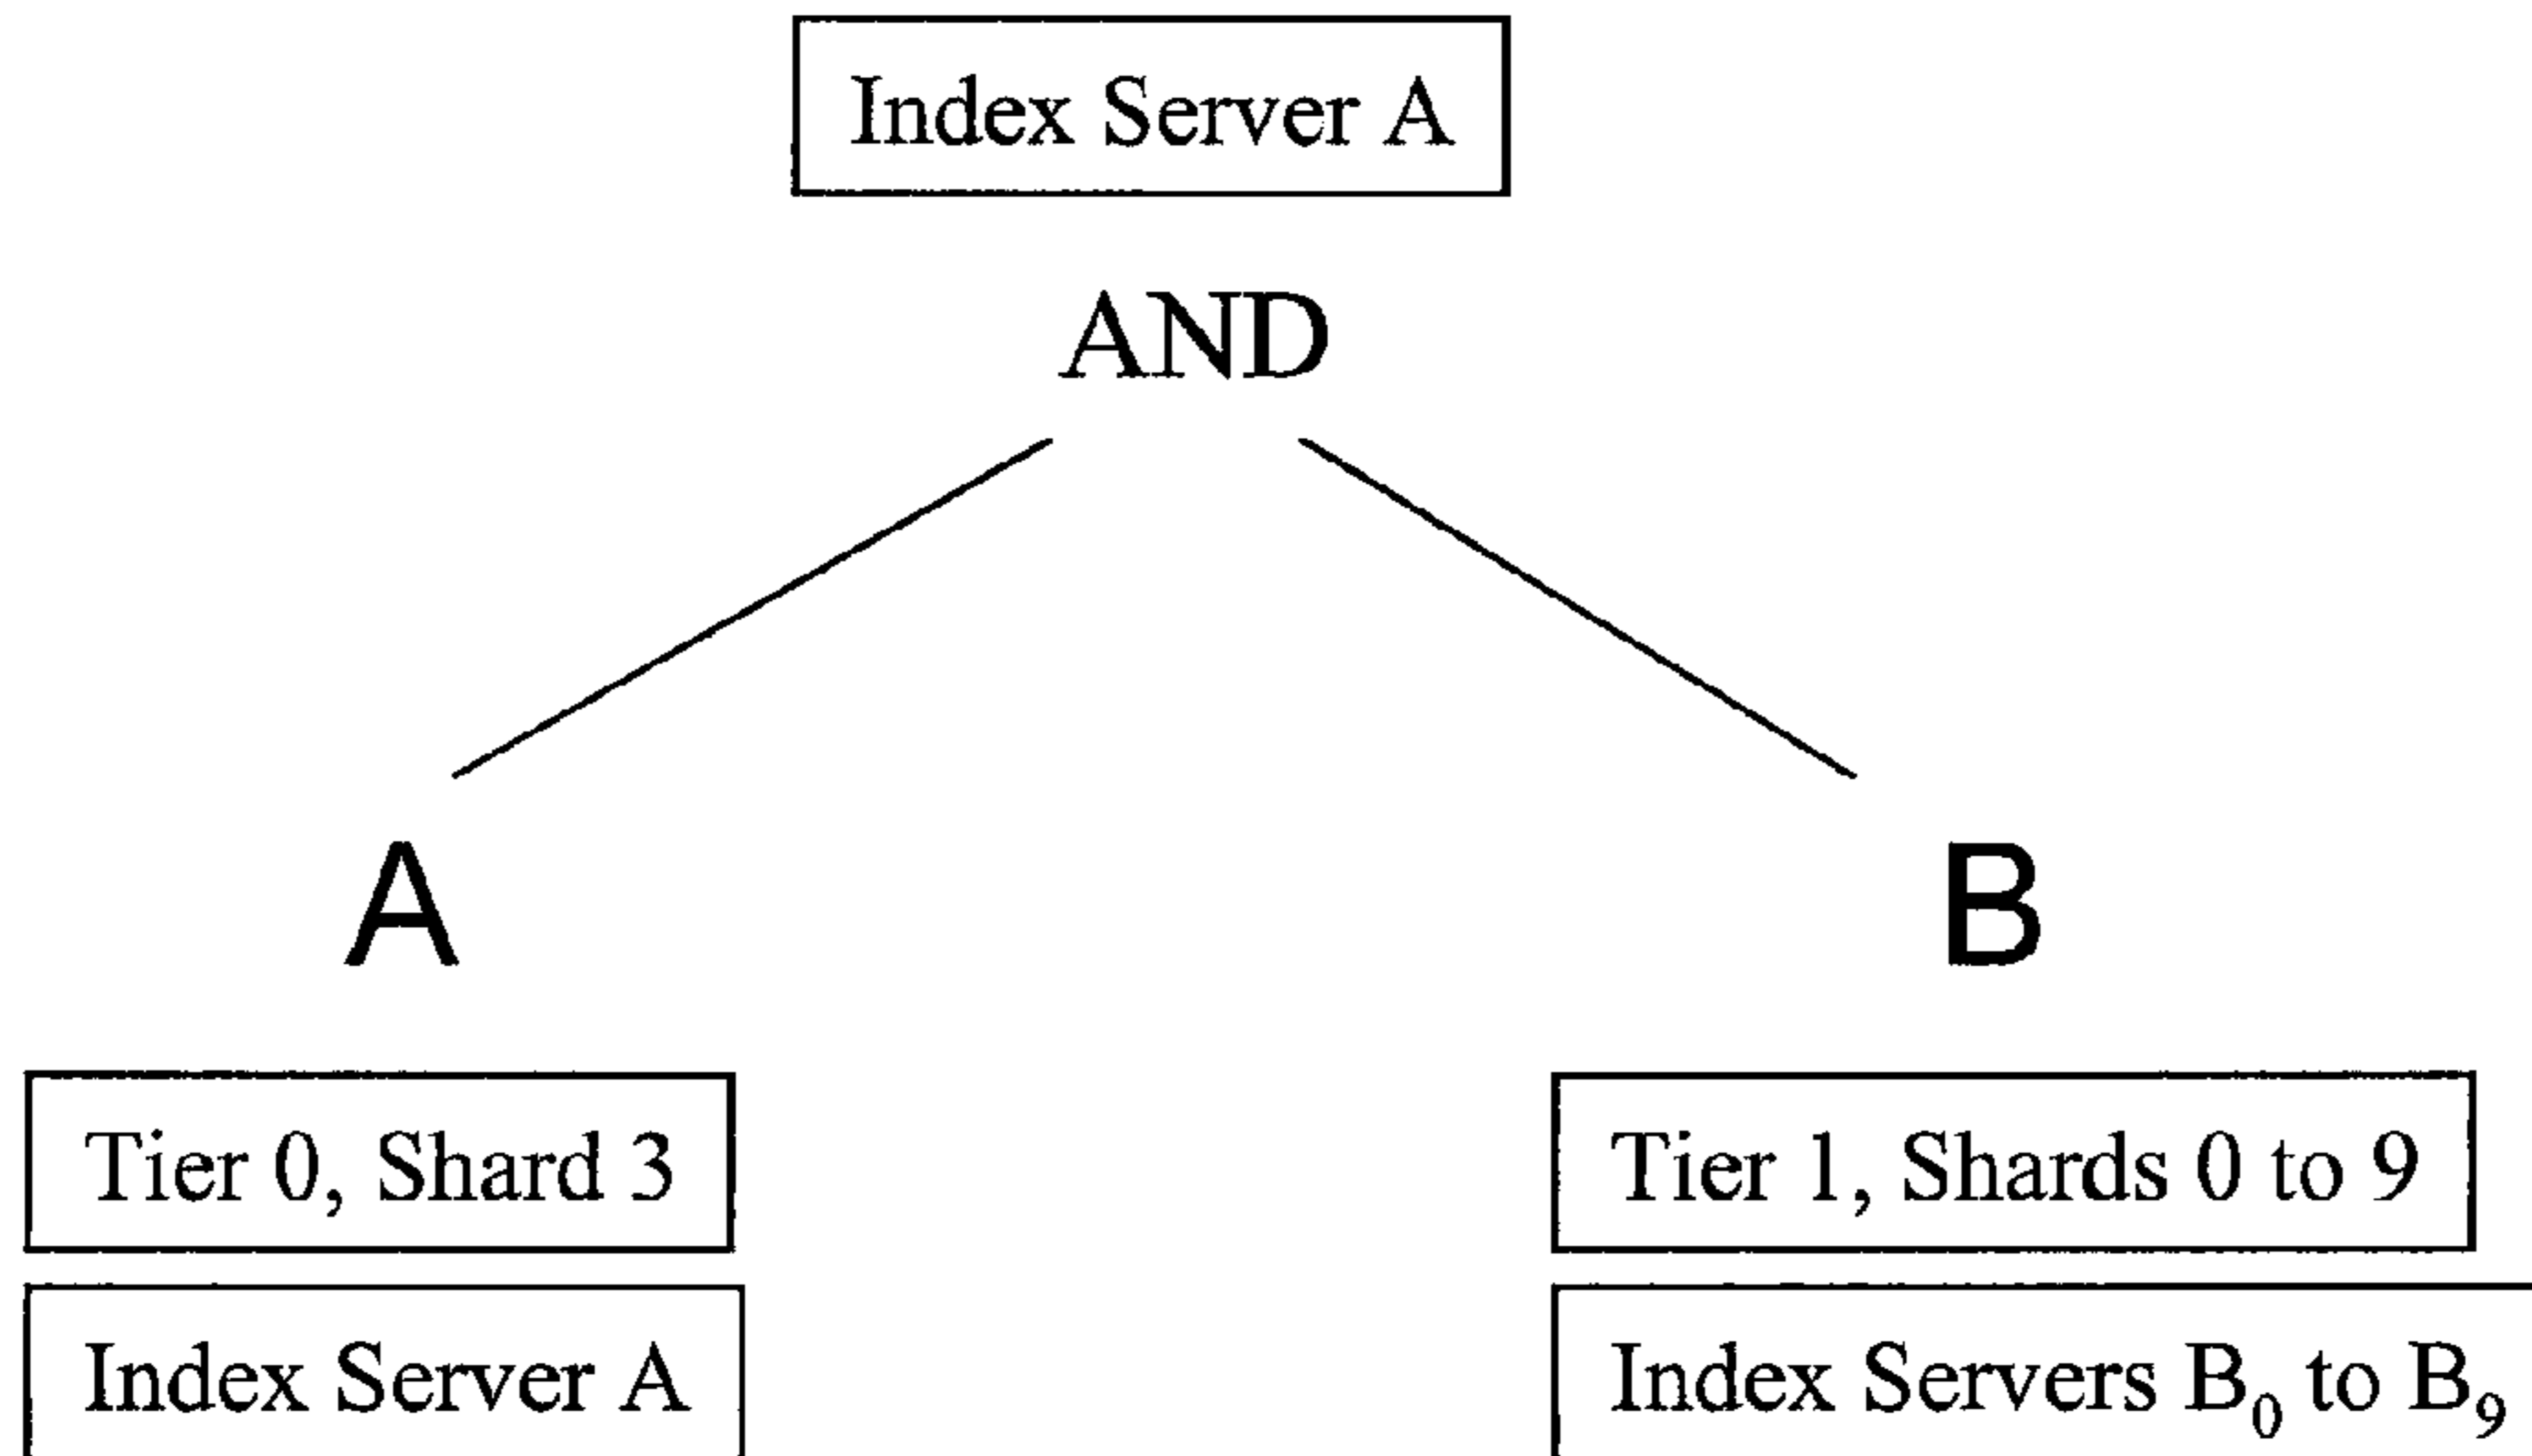 Index Server A
AND
A
B
Tier 0, Shard 3
Tier 1, Shards 0 to 9
Index Server A
Index Servers B₀ to B₉